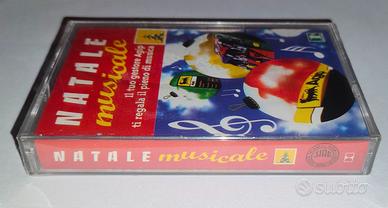 NATALE
musicale
Il tuo gestore Agip
ti regala il pieno di musica
NATALE musicale
subito